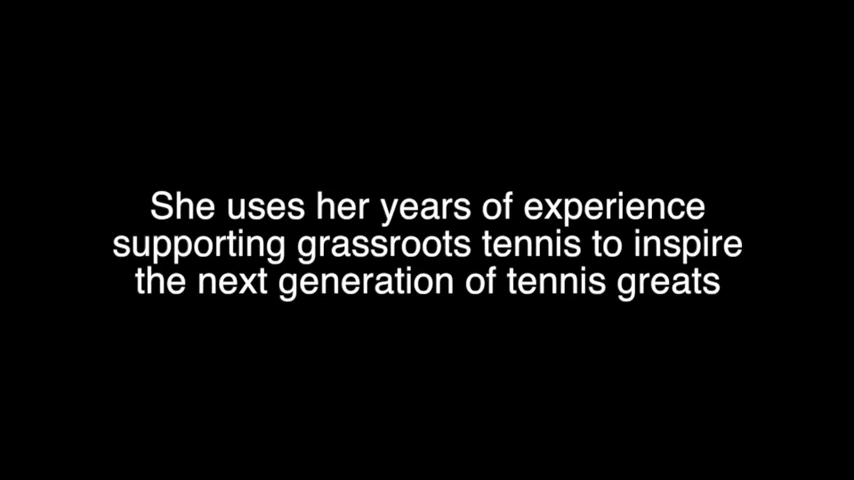 She uses her years of experience
supporting grassroots tennis to inspire
the next generation of tennis greats